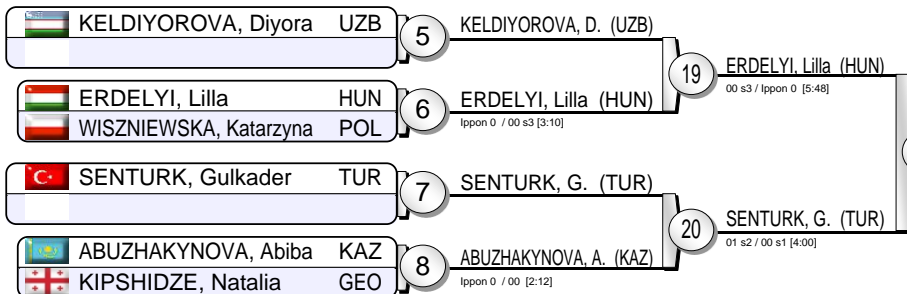 KELDIYOROVA, Diyora UZB
5
KELDIYOROVA, D. (UZB)
ERDELYI, Lilla HUN
WISZNIEWSKA, Katarzyna POL
6
ERDELYI, Lilla (HUN)
Ippon 0 / 00 s3 [3:10]
19
ERDELYI, Lilla (HUN)
00 s3 / Ippon 0 [5:48]
SENTURK, Gulkader TUR
7
SENTURK, G. (TUR)
ABUZHAKYNOVA, Abiba KAZ
KIPSHIDZE, Natalia GEO
8
ABUZHAKYNOVA, A. (KAZ)
Ippon 0 / 00 [2:12]
20
SENTURK, G. (TUR)
01 s2 / 00 s1 [4:00]